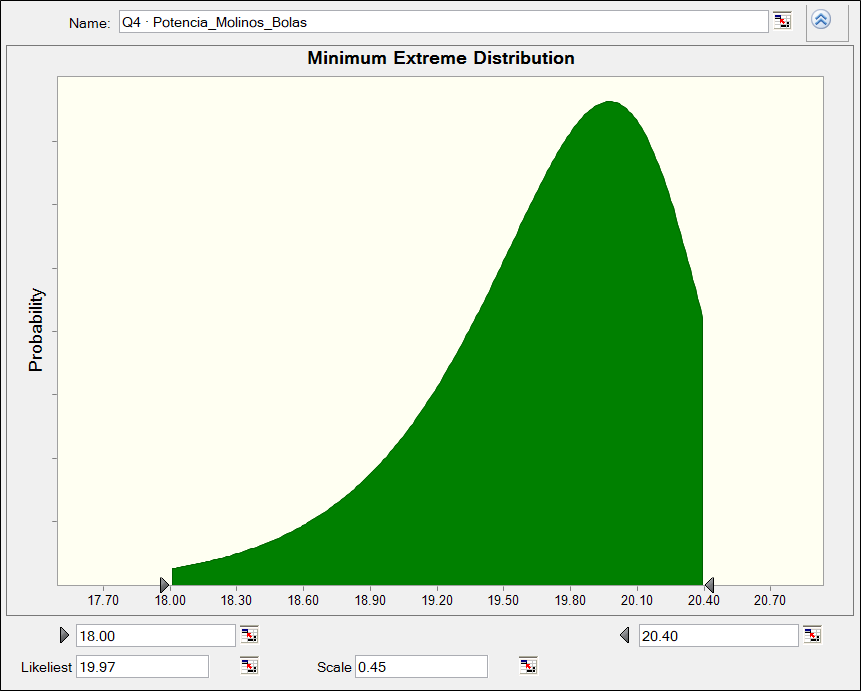 Name: Q4 · Potencia_Molinos_Bolas
Minimum Extreme Distribution
Probability
17.70 18.00 18.30 18.60 18.90 19.20 19.50 19.80 20.10 20.40 20.70
18.00 20.40
Likeliest 19.97 Scale 0.45